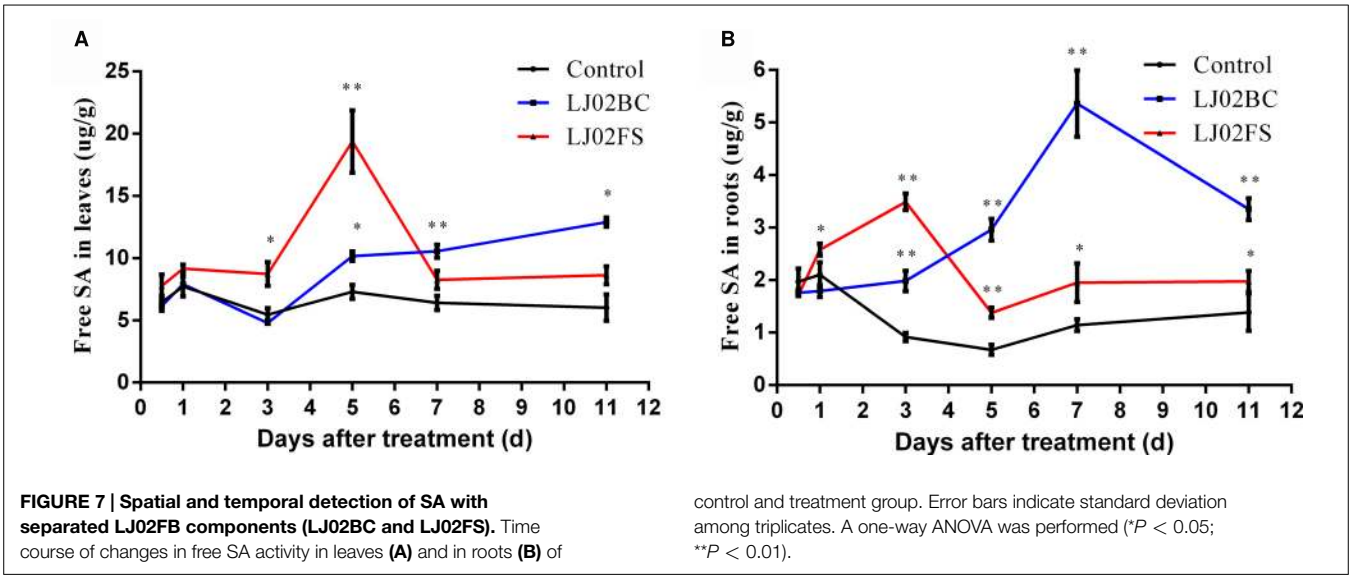 A
Free SA in leaves (ug/g)
25
20
15
10
5
0
Control
LJ02BC
LJ02FS
*
**
*
**
*
0 1 2 3 4 5 6 7 8 9 10 11 12
Days after treatment (d)
B
Free SA in roots (ug/g)
6
5
4
3
2
1
0
Control
LJ02BC
LJ02FS
*
**
**
**
**
**
*
**
*
0 1 2 3 4 5 6 7 8 9 10 11 12
Days after treatment (d)
FIGURE 7 | Spatial and temporal detection of SA with
separated LJ02FB components (LJ02BC and LJ02FS). Time
course of changes in free SA activity in leaves (A) and in roots (B) of
control and treatment group. Error bars indicate standard deviation
among triplicates. A one-way ANOVA was performed (*P < 0.05;
**P < 0.01).